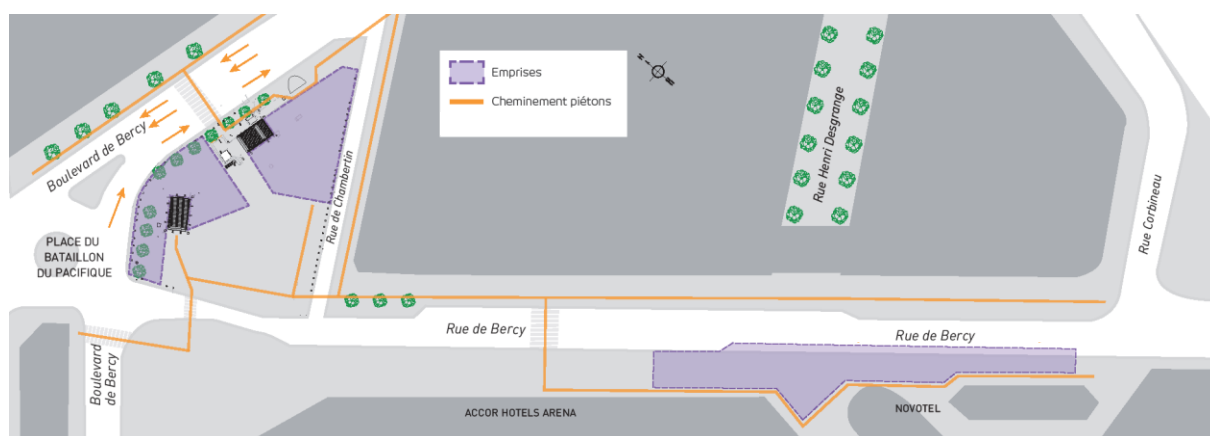 Emprises
Cheminement piétons
Boulevard de Bercy
Rue de Chambertin
Rue Henri Desgrange
Rue Corbineau
PLACE DU
BATAILLON
DU PACIFIQUE
Rue de Bercy
Rue de Bercy
Boulevard
de Bercy
ACCOR HOTELS ARENA
NOVOTEL